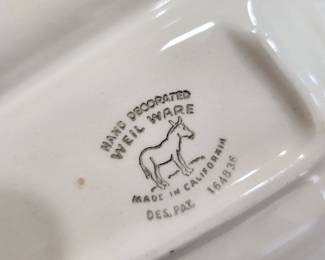 HAND DECORATED
WEIL WARE
MADE IN CALIFORNIA
DES. PAT. 164836